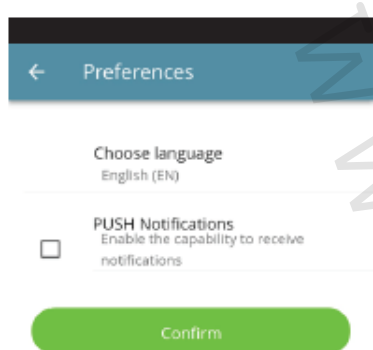 Preferences
Choose language
English (EN)
PUSH Notifications
Enable the capability to receive
notifications
Confirm